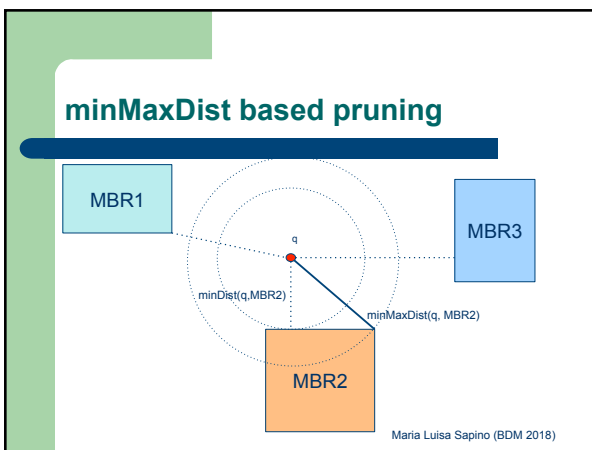 minMaxDist based pruning
MBR1
q
MBR3
minDist(q,MBR2)
minMaxDist(q, MBR2)
MBR2
Maria Luisa Sapino (BDM 2018)